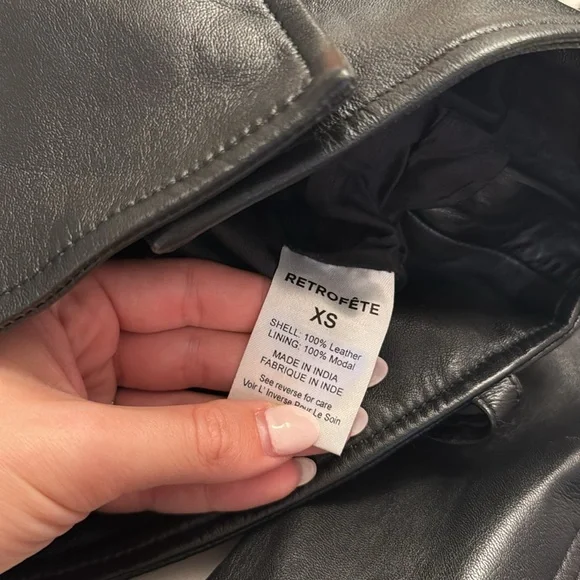 RETROFÊTE
XS
SHELL: 100% Leather
LINING: 100% Modal
MADE IN INDIA
FABRIQUE IN INDE
See reverse for care
Voir L' Inverse Pour Le Soin